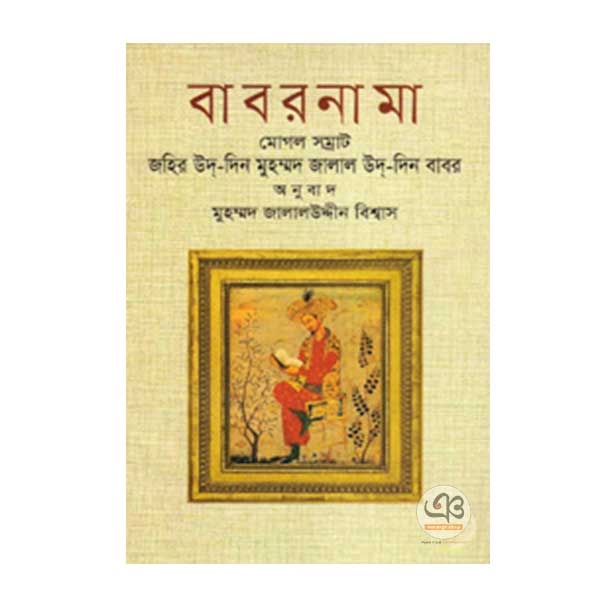 বাবরনামা
মোগল সম্রাট
জহির উদ্-দিন মুহম্মদ জালাল উদ্-দিন বাবর
অনুবাদ
মুহম্মদ জালালউদ্দীন বিশ্বাস